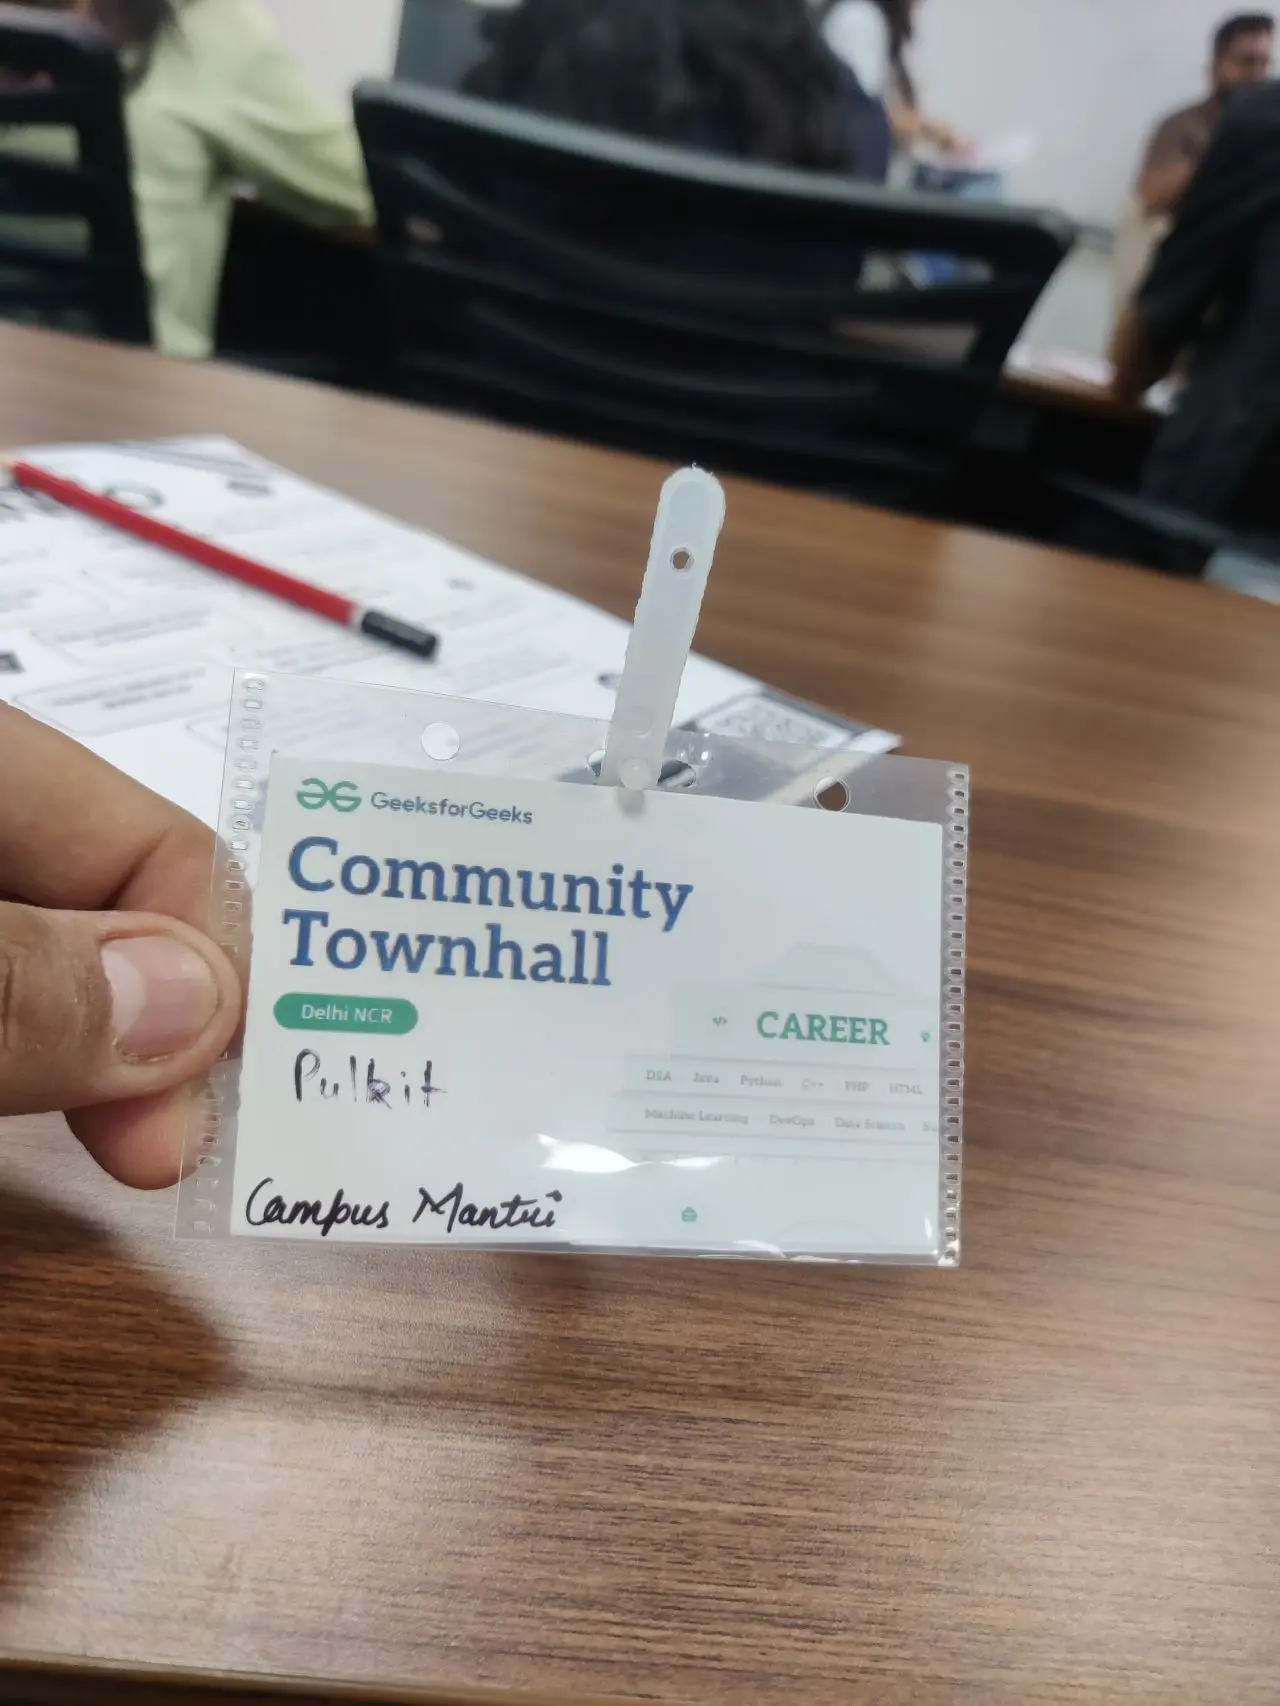 GeeksforGeeks
Community
Townhall
Delhi NCR
Pulkit
Campus Mantri
</> CAREER
DSA Java Python C++ PHP HTML
Machine Learning DevOps Data Science